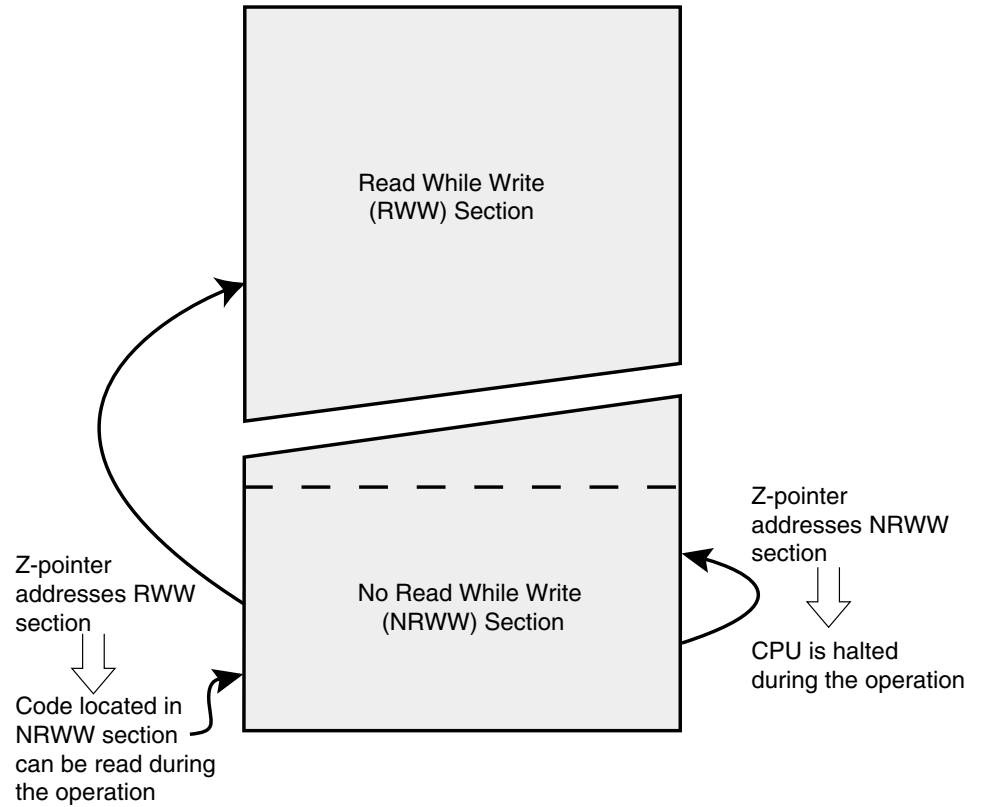 Read While Write
(RWW) Section
Z-pointer
addresses NRWW
section
Z-pointer
addresses RWW
section
No Read While Write
(NRWW) Section
CPU is halted
during the operation
Code located in
NRWW section
can be read during
the operation